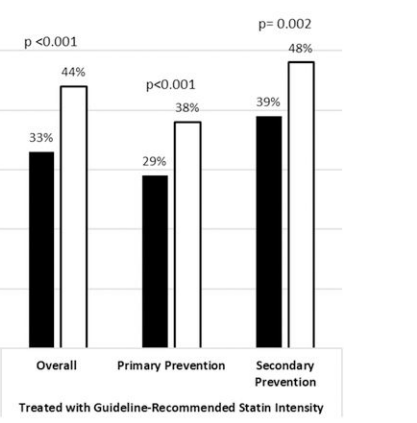 p= 0.002
p <0.001
48%
44%
p<0.001
38%
39%
33%
29%
Overall
Primary Prevention
Secondary
Prevention
Treated with Guideline-Recommended Statin Intensity